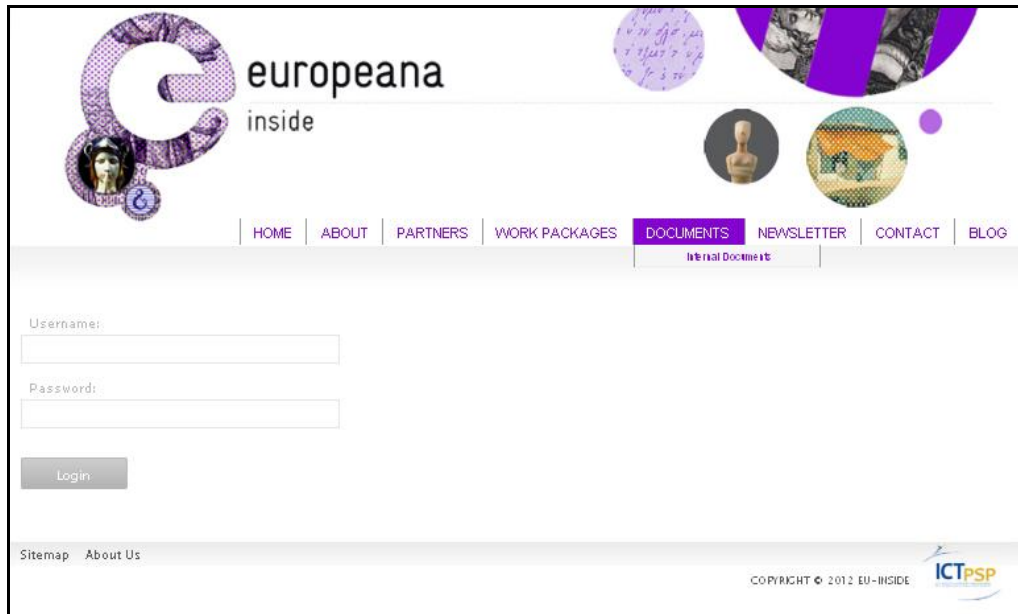 europeana
inside
HOME ABOUT PARTNERS WORK PACKAGES DOCUMENTS NEWSLETTER CONTACT BLOG
Internal Documents
Username:
Password:
Login
Sitemap About Us
COPYRIGHT © 2012 EU-INSIDE
ICTPSP